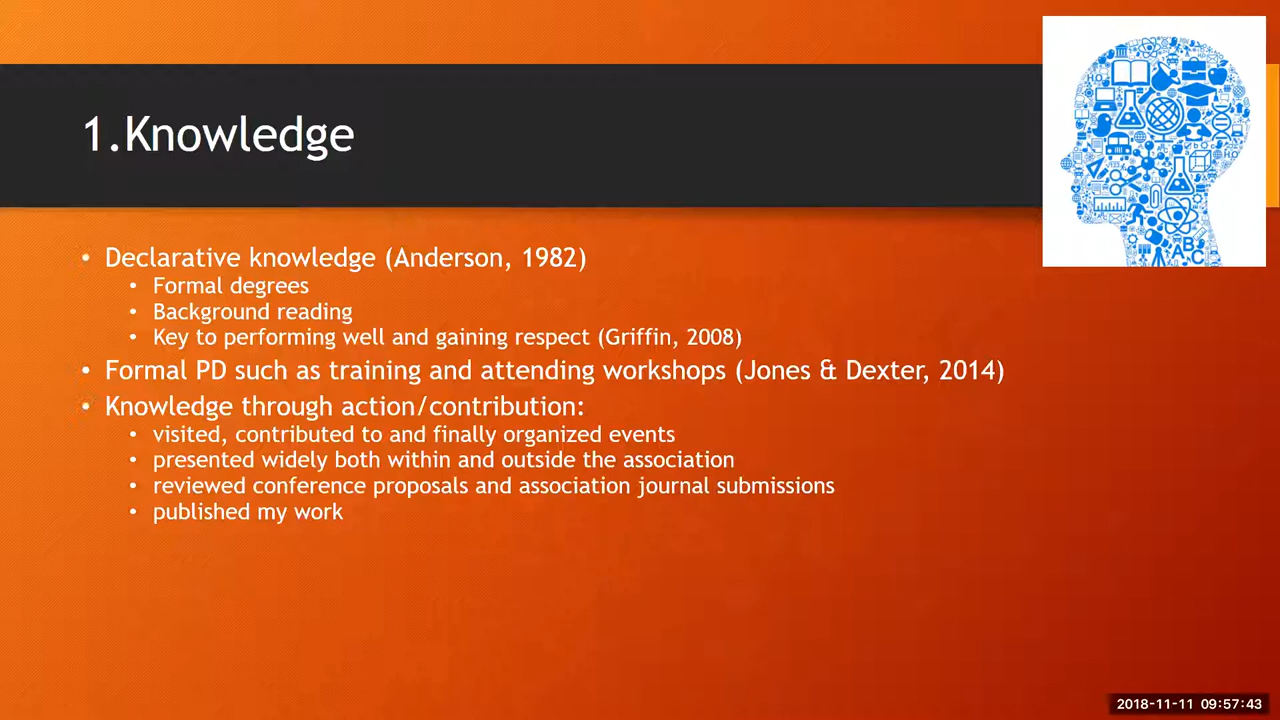 1.Knowledge
• Declarative knowledge (Anderson, 1982)
• Formal degrees
• Background reading
• Key to performing well and gaining respect (Griffin, 2008)
• Formal PD such as training and attending workshops (Jones & Dexter, 2014)
• Knowledge through action/contribution:
• visited, contributed to and finally organized events
• presented widely both within and outside the association
• reviewed conference proposals and association journal submissions
• published my work
H₂O
A B C
2018-11-11 09:57:43